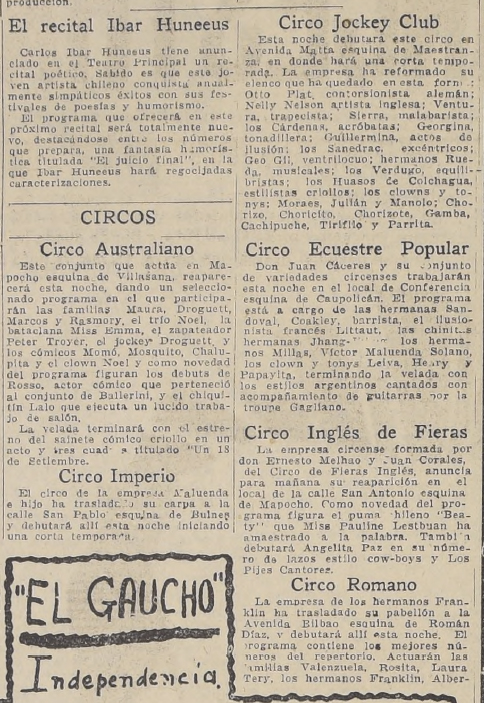 producción.
El recital Ibar Huneeus
Carlos Ibar Huneeus tiene anun-
ciado en el Teatro Principal un re-
cital poético. Sabido es que este jo-
ven artista chileno conquista anual-
mente simpáticos éxitos con sus fes-
tivales de poesías y humorismo.
El programa que ofrecerá en este
próximo recital será totalmente nue-
vo, destacándose entre los números
que prepara, una fantasía humorís-
tica titulada "El juicio final", en la
que Ibar Huneeus hará regocijadas
caracterizaciones.
CIRCOS
Circo Australiano
Este conjunto que actúa en Ma-
pocho esquina de Villasana, reapare-
cerá esta noche, dando un seleccio-
nado programa en el que participa-
rán las familias Maura, Droguett,
Marcos y Rasmory, el trío Noel, la
bataclana Miss Emma, el zapateador
Peter Troyer, el jockey Droguett, y
los cómicos Momó, Mosquito, Chalu-
pita y el clown Noel y como novedad
del programa figuran los debuts de
Rosso, actor cómico que perteneció
al conjunto de Ballerini, y el chiqui-
tín Lalo que ejecuta un lucido traba-
jo de salón.
La velada terminará con el estre-
no del sainete cómico criollo en un
acto y tres titulado "Un 18
de Setiembre.
Circo Imperio
El circo de la empresa Maluenda
e hijo ha su carpa a la
calle San Pablo esquina de Bulnes
y debutará allí esta noche iniciando
una corta temporada.
"EL GAUCHO"
Independencia.
Circo Jockey Club
Esta noche debutará este circo en
Avenida Matta esquina de Maestran-
za, en donde hará una corta tempo-
rada. La empresa ha reformado su
elenco que ha quedado en esta forma:
Otto Plat, contorsionista alemán;
Nelly Nelson artista inglesa; Ventu-
ra, trapecista; Sierra, malabarista;
los Cárdenas, acróbatas; Georgina,
tonadillera; Guillermina, actos de
ilusión; los Sanedrac, excéntricos;
Geo Gil, ventrílocuo; hermanos Rue-
da, musicales; los Verdugo, equili-
bristas; los Huasos de Colchagua,
estilistas criollos; los clowns y to-
nys: Moraes, Julián y Manolo; Cho-
rizo, Choricito, Chorizote, Gamba,
Cachipuche, Tirifilo y Parrita.
Circo Ecuestre Popular
Don Juan Cáceres y su conjunto
de variedades circenses trabajarán
esta noche en el local de Conferencia
esquina de Caupolicán. El programa
está a cargo de las hermanas San-
doval, Coakley, barrista, el ilusio-
nista francés Littaut, las chinitas
hermanas los herma-
nos Millas, Víctor Maluenda Solano,
los clown y tonys Leiva, Henry y
Papayita, terminando la velada con
los estilos argentinos cantados con
acompañamiento de guitarras por la
troupe Gagliano.
Circo Inglés de Fieras
La empresa circense formada por
don Ernesto Melhao y Juan Corales,
del Circo de Fieras Inglés, anuncia
para mañana su reaparición en el
local de la calle San Antonio esquina
de Mapocho. Como novedad del pro-
grama figura el puma chileno "Bea-
ty" que Miss Pauline Lestbuan ha
amaestrado a la palabra. También
debutará Angelita Paz en su núme-
ro de lazos estilo cow-boys y Los
Pijes Cantores.
Circo Romano
La empresa de los hermanos Fran-
klin ha trasladado su pabellón a la
Avenida Bilbao esquina de Román
Díaz, y debutará allí esta noche. El
programa contiene los mejores nú-
meros del repertorio. Actuarán las
familias Valenzuela, Rosita, Laura
Tery, los hermanos Franklin, Alber-